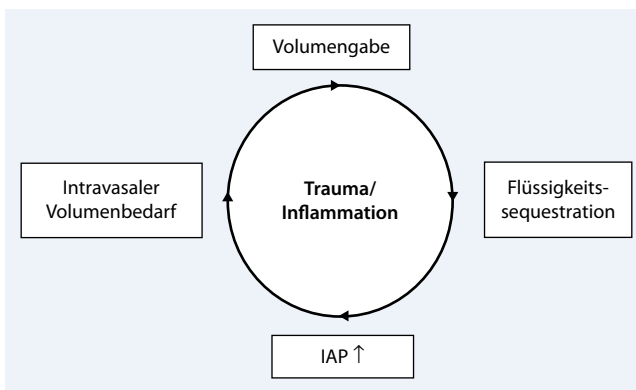 Volumengabe
Intravasaler
Volumenbedarf
Trauma/
Inflammation
Flüssigkeits-
sequestration
IAP ↑